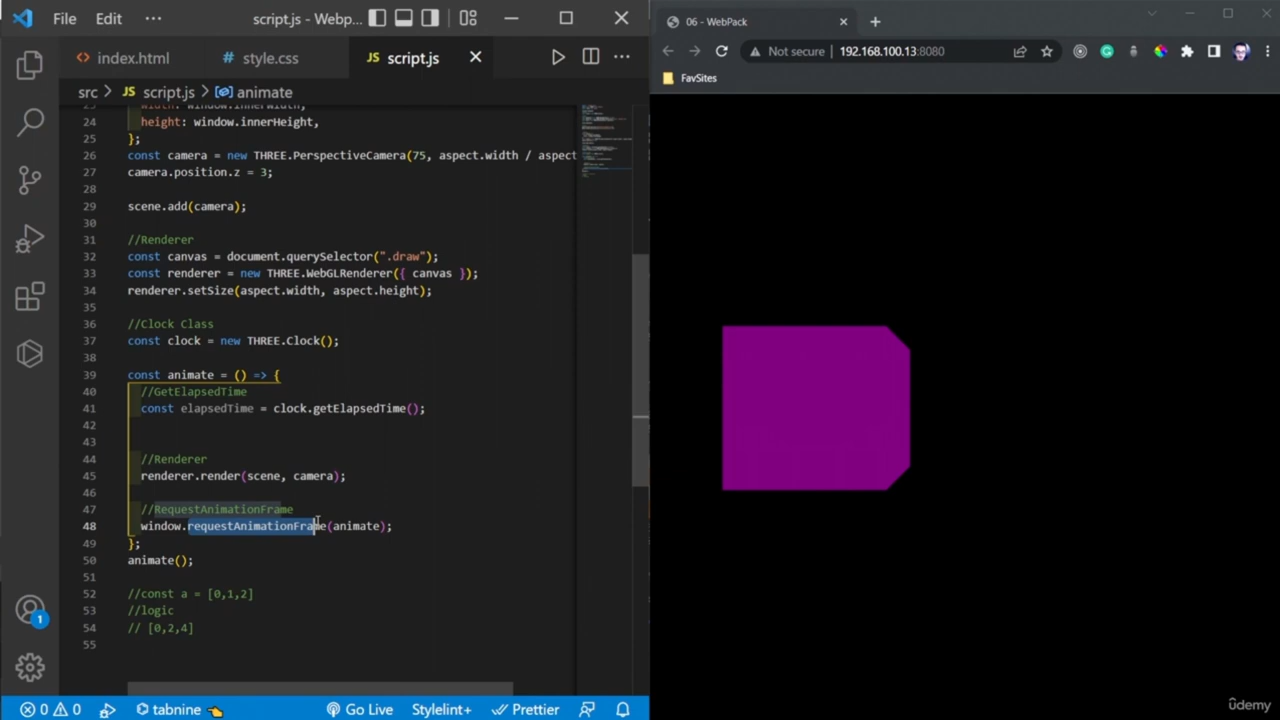 File Edit ··· script.js - Webp...
index.html
# style.css
JS script.js
src > JS script.js > animate
23 width: window.innerWidth,
24 height: window.innerHeight,
25 };
26 const camera = new THREE.PerspectiveCamera(75, aspect.width / aspect
27 camera.position.z = 3;
28
29 scene.add(camera);
30
31 //Renderer
32 const canvas = document.querySelector(".draw");
33 const renderer = new THREE.WebGLRenderer({ canvas });
34 renderer.setSize(aspect.width, aspect.height);
35
36 //Clock Class
37 const clock = new THREE.Clock();
38
39 const animate = () => {
40 //GetElapsedTime
41 const elapsedTime = clock.getElapsedTime();
42
43
44 //Renderer
45 renderer.render(scene, camera);
46
47 //RequestAnimationFrame
48 window.requestAnimationFrame(animate);
49 };
50 animate();
51
52 //const a = [0,1,2]
53 //logic
54 // [0,2,4]
55
1
0 0 tabnine Go Live Stylelint+ Prettier
06 - WebPack
Not secure 192.168.100.13:8080
FavSites
ûdemy